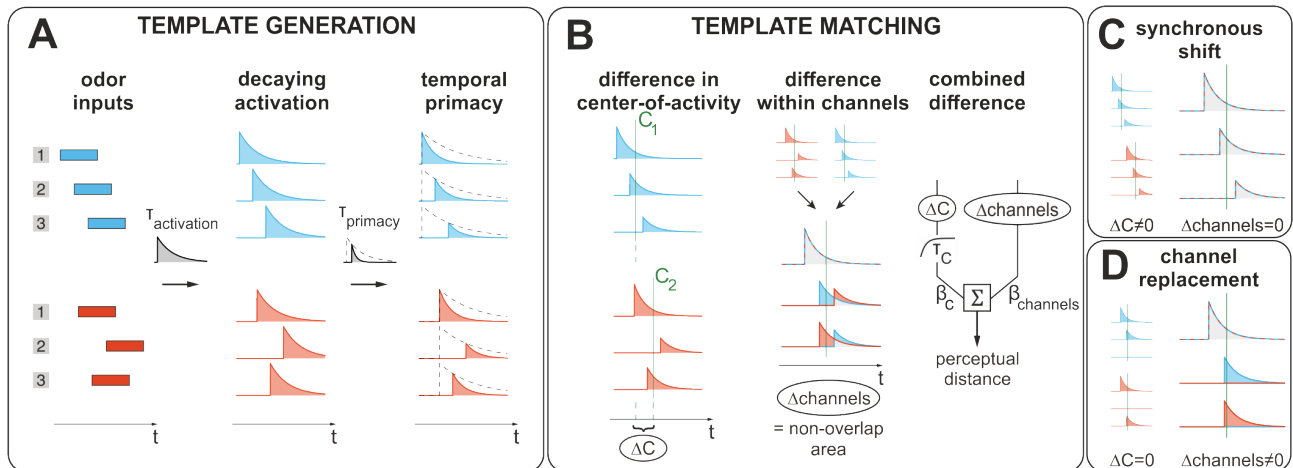 A
TEMPLATE GENERATION
odor
inputs
decaying
activation
temporal
primacy
1
2
3
τactivation
τprimacy
1
2
3
t
t
t
B
TEMPLATE MATCHING
difference in
center-of-activity
difference
within channels
combined
difference
C1
C2
ΔC
t
t
Δchannels
= non-overlap
area
ΔC
Δchannels
τC
βC
Σ
βchannels
perceptual
distance
C
synchronous
shift
ΔC≠0
Δchannels=0
D
channel
replacement
ΔC=0
Δchannels≠0